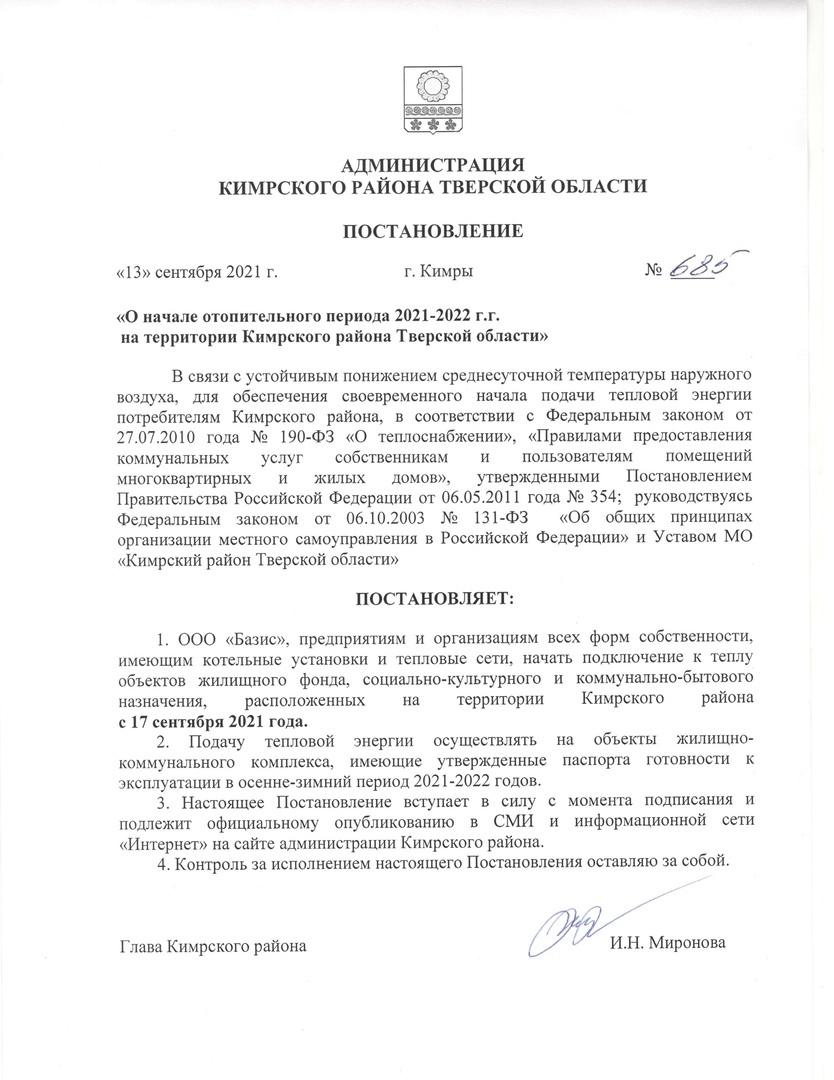 АДМИНИСТРАЦИЯ
КИМРСКОГО РАЙОНА ТВЕРСКОЙ ОБЛАСТИ
ПОСТАНОВЛЕНИЕ
«13» сентября 2021 г. г. Кимры № 685
«О начале отопительного периода 2021-2022 г.г.
на территории Кимрского района Тверской области»
В связи с устойчивым понижением среднесуточной температуры наружного
воздуха, для обеспечения своевременного начала подачи тепловой энергии
потребителям Кимрского района, в соответствии с Федеральным законом от
27.07.2010 года № 190-ФЗ «О теплоснабжении», «Правилами предоставления
коммунальных услуг собственникам и пользователям помещений
многоквартирных и жилых домов», утвержденными Постановлением
Правительства Российской Федерации от 06.05.2011 года № 354; руководствуясь
Федеральным законом от 06.10.2003 № 131-ФЗ «Об общих принципах
организации местного самоуправления в Российской Федерации» и Уставом МО
«Кимрский район Тверской области»
ПОСТАНОВЛЯЕТ:
1. ООО «Базис», предприятиям и организациям всех форм собственности,
имеющим котельные установки и тепловые сети, начать подключение к теплу
объектов жилищного фонда, социально-культурного и коммунально-бытового
назначения, расположенных на территории Кимрского района
с 17 сентября 2021 года.
2. Подачу тепловой энергии осуществлять на объекты жилищно-
коммунального комплекса, имеющие утвержденные паспорта готовности к
эксплуатации в осенне-зимний период 2021-2022 годов.
3. Настоящее Постановление вступает в силу с момента подписания и
подлежит официальному опубликованию в СМИ и информационной сети
«Интернет» на сайте администрации Кимрского района.
4. Контроль за исполнением настоящего Постановления оставляю за собой.
Глава Кимрского района И.Н. Миронова